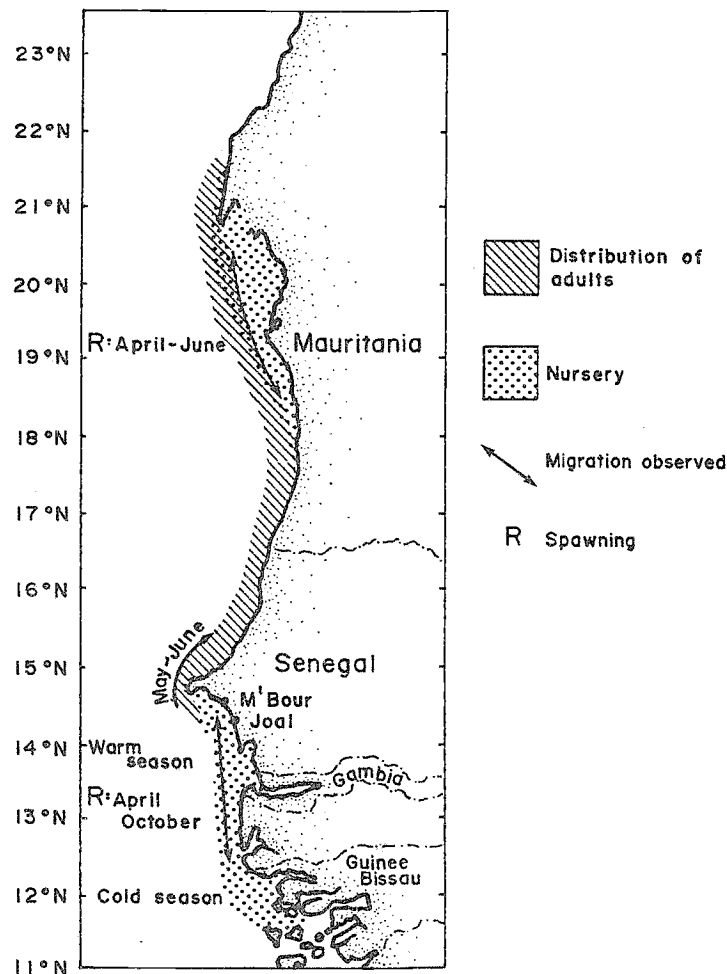 23°N
22°N
21°N
20°N
R: April-June
Mauritania
19°N
18°N
17°N
16°N
May-June
15°N
Senegal
M'Bour
Joal
14°N
Warm
season
Gambia
R: April
October
13°N
Guinee
Bissau
12°N
Cold season
11°N
Distribution of
adults
Nursery
Migration observed
R Spawning